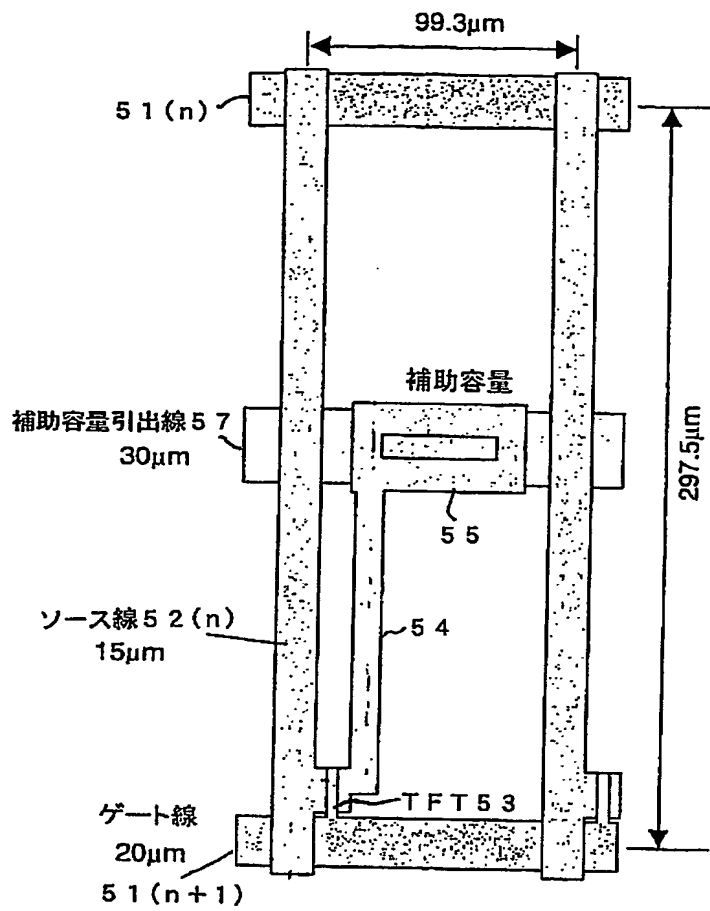 99.3μm
51(n)
補助容量
補助容量引出線57
30μm
297.5μm
55
ソース線52(n)
15μm
54
TFT53
ゲート線
20μm
51(n+1)